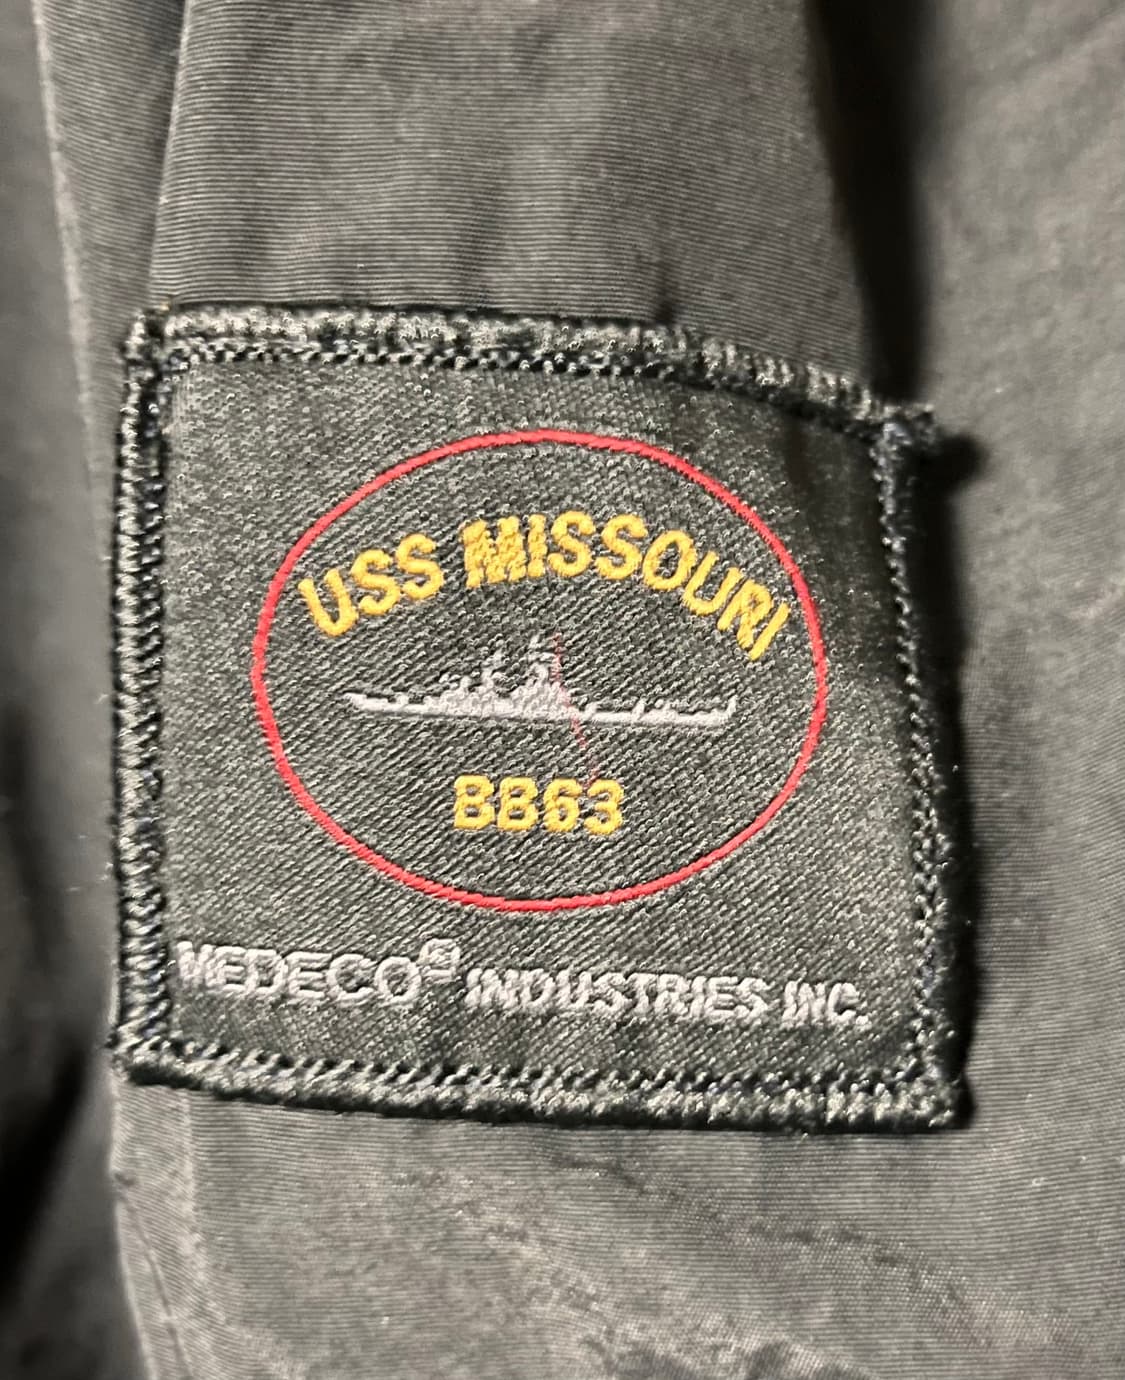 USS MISSOURI
BB63
MEDECO® INDUSTRIES INC.